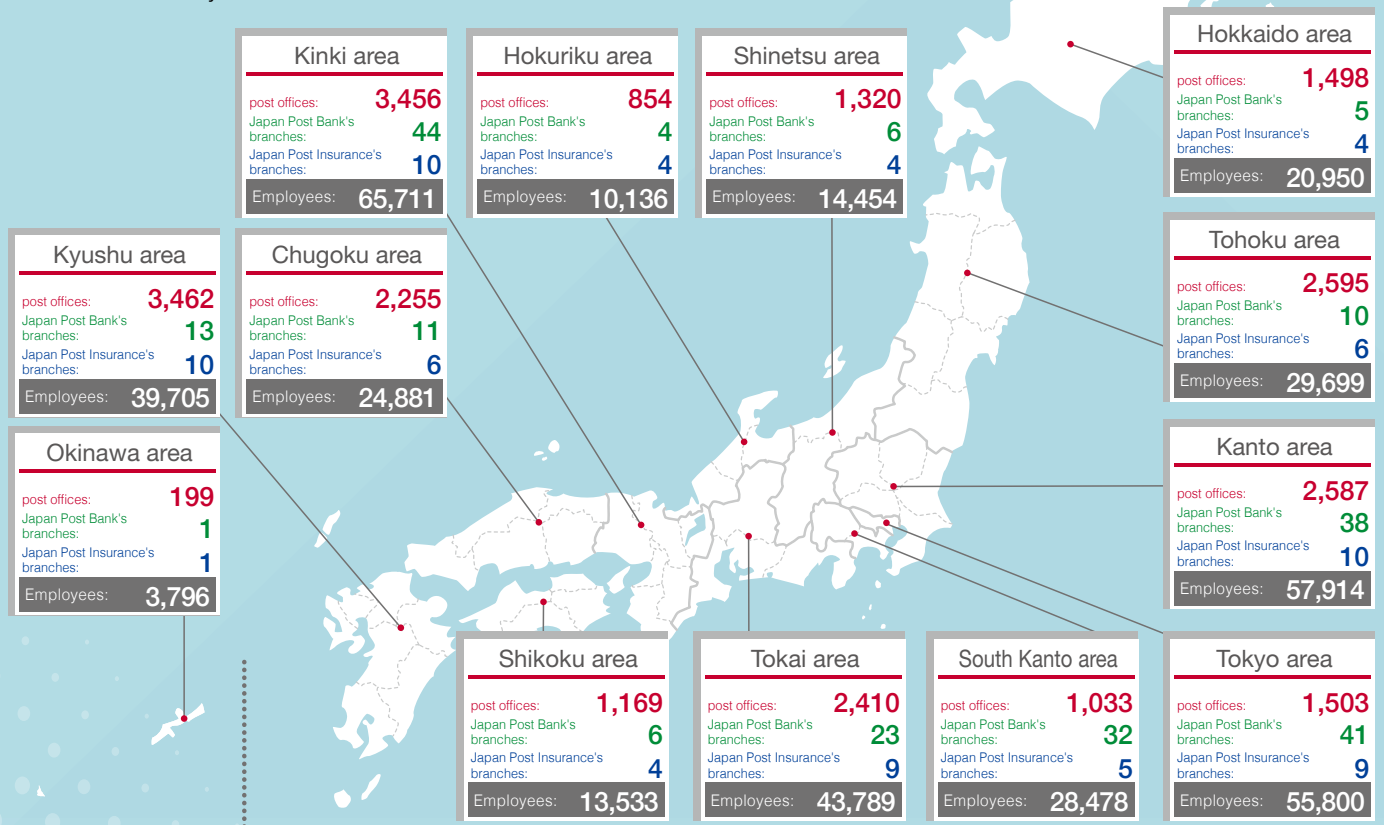 Kinki area
post offices: 3,456
Japan Post Bank's
branches: 44
Japan Post Insurance's
branches: 10
Employees: 65,711
Hokuriku area
post offices: 854
Japan Post Bank's
branches: 4
Japan Post Insurance's
branches: 4
Employees: 10,136
Shinetsu area
post offices: 1,320
Japan Post Bank's
branches: 6
Japan Post Insurance's
branches: 4
Employees: 14,454
Hokkaido area
post offices: 1,498
Japan Post Bank's
branches: 5
Japan Post Insurance's
branches: 4
Employees: 20,950
Kyushu area
post offices: 3,462
Japan Post Bank's
branches: 13
Japan Post Insurance's
branches: 10
Employees: 39,705
Chugoku area
post offices: 2,255
Japan Post Bank's
branches: 11
Japan Post Insurance's
branches: 6
Employees: 24,881
Tohoku area
post offices: 2,595
Japan Post Bank's
branches: 10
Japan Post Insurance's
branches: 6
Employees: 29,699
Okinawa area
post offices: 199
Japan Post Bank's
branches: 1
Japan Post Insurance's
branches: 1
Employees: 3,796
Kanto area
post offices: 2,587
Japan Post Bank's
branches: 38
Japan Post Insurance's
branches: 10
Employees: 57,914
Shikoku area
post offices: 1,169
Japan Post Bank's
branches: 6
Japan Post Insurance's
branches: 4
Employees: 13,533
Tokai area
post offices: 2,410
Japan Post Bank's
branches: 23
Japan Post Insurance's
branches: 9
Employees: 43,789
South Kanto area
post offices: 1,033
Japan Post Bank's
branches: 32
Japan Post Insurance's
branches: 5
Employees: 28,478
Tokyo area
post offices: 1,503
Japan Post Bank's
branches: 41
Japan Post Insurance's
branches: 9
Employees: 55,800